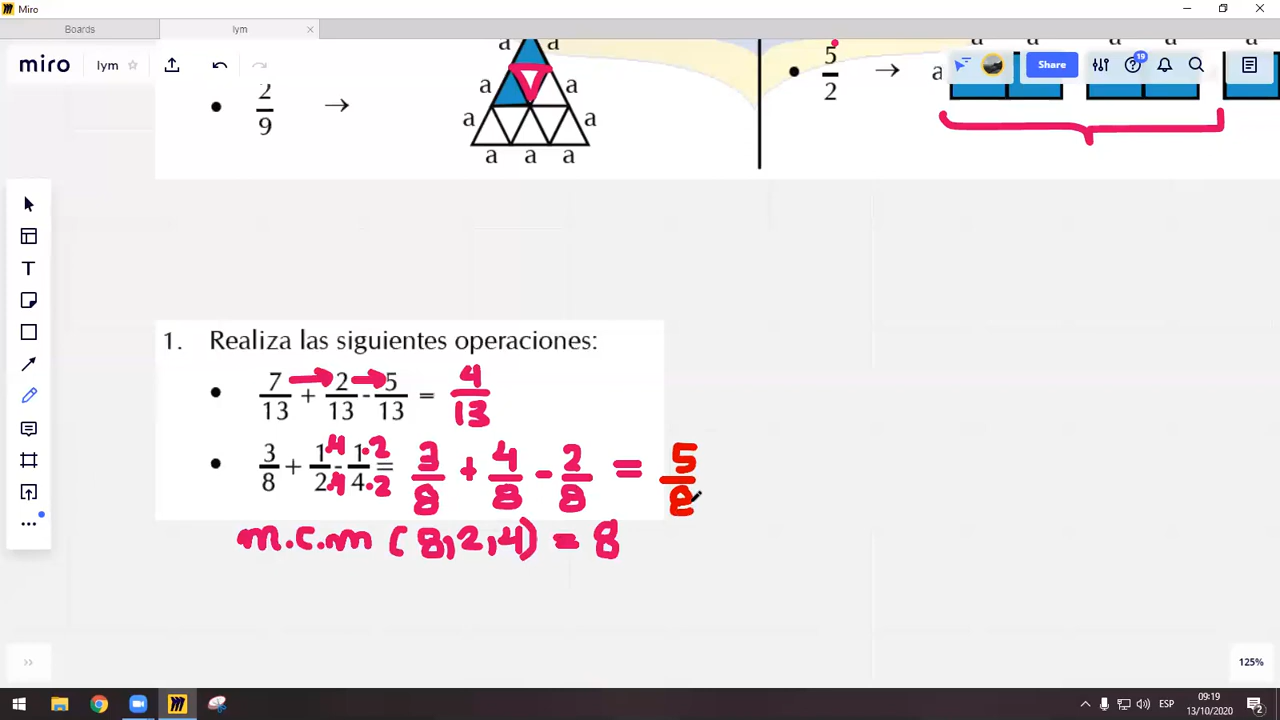 Miro
Boards
lym
miro
lym
Share
19
a a
a a
a a
a a a
2/9 →
5/2 → a
a a a a a
1. Realiza las siguientes operaciones:
7/13 + 2/13 - 5/13 = 4/13
3/8 + 1·4/2·4 - 1·2/4·2 = 3/8 + 4/8 - 2/8 = 5/8
m.c.m (8,2,4) = 8
125%
ESP
09:19
13/10/2020
2